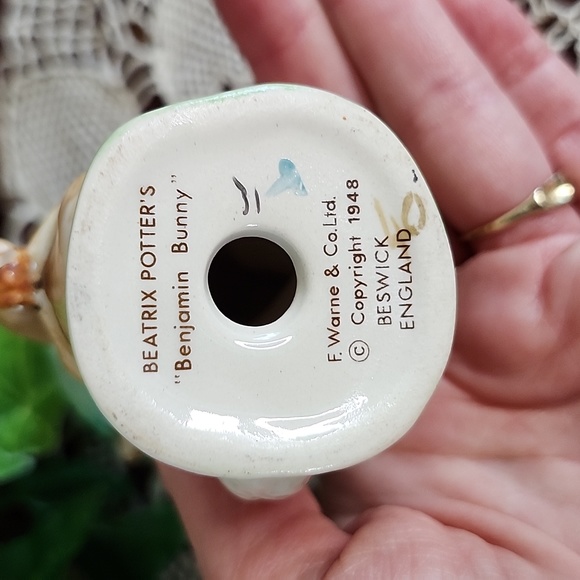 BEATRIX POTTER'S
"Benjamin Bunny"
F. Warne & Co.Ltd.
© Copyright 1948
BESWICK
ENGLAND